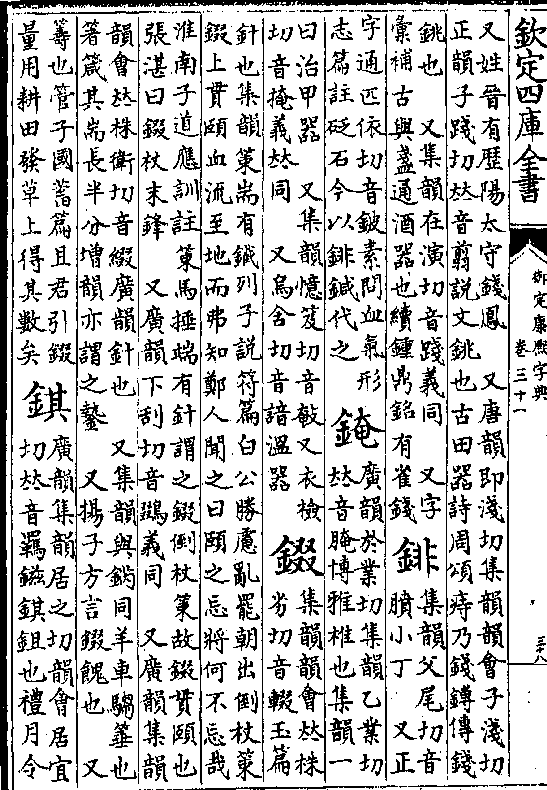 欽定四庫全書
御定康熙字典
卷三十一
三十八
又姓晉有歷陽太守錢鳳　又唐韻即淺切集韻韻會子淺切
正韻子踐切𠀤音翦説文銚也古田器詩周頌庤乃錢鎛傳錢
銚也　又集韻在演切音踐義同　又字
彙補古與盞通酒器也續鍾鼎銘有雀錢
䤵
集韻父尾切音
膹小丁　又正
字通匹依切音鈹素問血氣形
志篇註砭石今以䤵鍼代之
䤶
廣韻於業切集韻乙業切
𠀤音腌博雅椎也集韻一
曰治甲器　又集韻憶笈切音　又衣檢
切音掩義𠀤同　又烏含切音諳溫器
錣
集韻韻會𠀤株
劣切音輟玉篇
針也集韻策耑有鐵列子說符篇白公勝慮亂罷朝出倒杖策
錣上貫頤血流至地而弗知鄭人聞之曰頤之忘將何不忘哉
淮南子道應訓註策馬捶端有針謂之錣倒杖策故錣貫頤也
張湛曰錣杖末鋒　又廣韻下刮切音鶷義同　又廣韻集韻
韻會𠀤株衛切音綴廣韻針也　又集韻與同羊車騶箠也
箸箴其耑長半分增韻亦謂之　又揚子方言錣餽也　又
籌也管子國蓄篇且君引錣
量用耕田發草上得其數矣
錤
廣韻集韻居之切韻會居宜
切𠀤音羈鎡錤鉏也禮月令